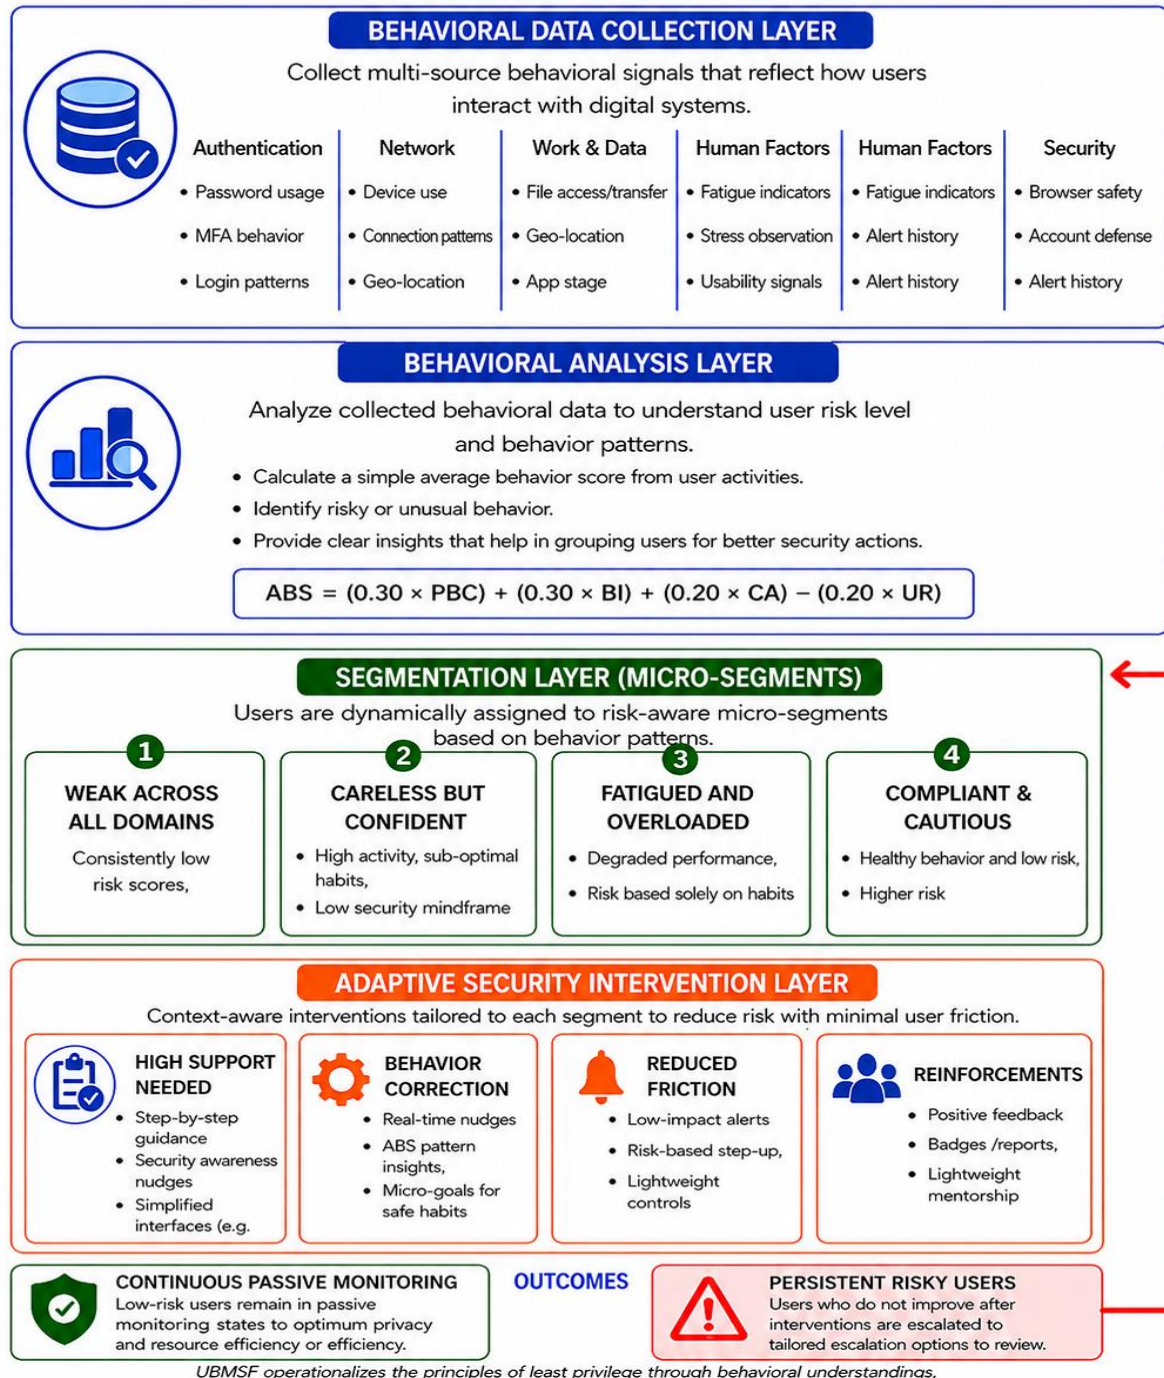 BEHAVIORAL DATA COLLECTION LAYER
Collect multi-source behavioral signals that reflect how users
interact with digital systems.
Authentication
• Password usage
• MFA behavior
• Login patterns
Network
• Device use
• Connection patterns
• Geo-location
Work & Data
• File access/transfer
• Geo-location
• App stage
Human Factors
• Fatigue indicators
• Stress observation
• Usability signals
Human Factors
• Fatigue indicators
• Alert history
• Alert history
Security
• Browser safety
• Account defense
• Alert history
BEHAVIORAL ANALYSIS LAYER
Analyze collected behavioral data to understand user risk level
and behavior patterns.
• Calculate a simple average behavior score from user activities.
• Identify risky or unusual behavior.
• Provide clear insights that help in grouping users for better security actions.
ABS = (0.30 × PBC) + (0.30 × BI) + (0.20 × CA) – (0.20 × UR)
SEGMENTATION LAYER (MICRO-SEGMENTS)
Users are dynamically assigned to risk-aware micro-segments
based on behavior patterns.
1
WEAK ACROSS
ALL DOMAINS
Consistently low
risk scores,
2
CARELESS BUT
CONFIDENT
• High activity, sub-optimal
habits,
• Low security mindframe
3
FATIGUED AND
OVERLOADED
• Degraded performance,
• Risk based solely on habits
4
COMPLIANT &
CAUTIOUS
• Healthy behavior and low risk,
• Higher risk
ADAPTIVE SECURITY INTERVENTION LAYER
Context-aware interventions tailored to each segment to reduce risk with minimal user friction.
HIGH SUPPORT
NEEDED
• Step-by-step
guidance
• Security awareness
nudges
• Simplified
interfaces (e.g.
BEHAVIOR
CORRECTION
• Real-time nudges
• ABS pattern
insights,
• Micro-goals for
safe habits
REDUCED
FRICTION
• Low-impact alerts
• Risk-based step-up,
• Lightweight
controls
REINFORCEMENTS
• Positive feedback
• Badges /reports,
• Lightweight
mentorship
CONTINUOUS PASSIVE MONITORING
Low-risk users remain in passive
monitoring states to optimum privacy
and resource efficiency or efficiency.
OUTCOMES
PERSISTENT RISKY USERS
Users who do not improve after
interventions are escalated to
tailored escalation options to review.
UBMSF operationalizes the principles of least privilege through behavioral understandings,